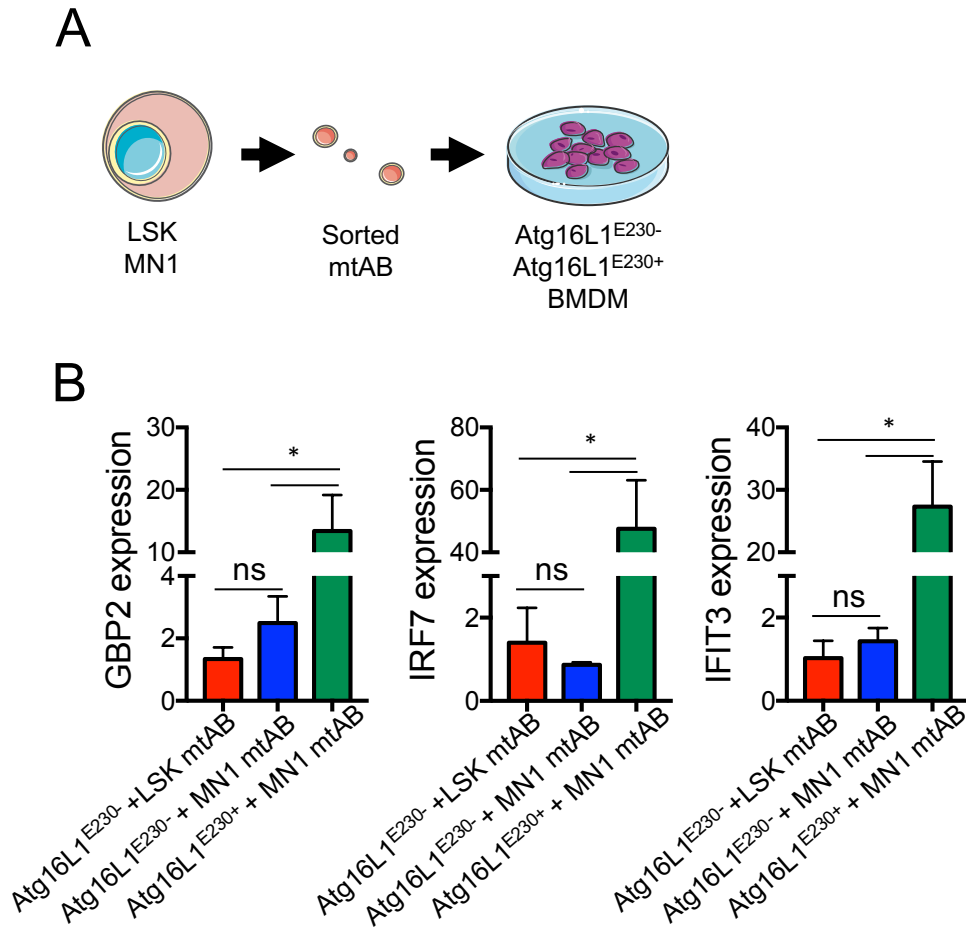 A
LSK
MN1
Sorted
mtAB
Atg16L1E230-
Atg16L1E230+
BMDM
B
GBP2 expression
30
20
10
4
2
0
*
ns
Atg16L1E230- +LSK mtAB
Atg16L1E230- + MN1 mtAB
Atg16L1E230+ + MN1 mtAB
IRF7 expression
80
60
40
2
0
*
ns
Atg16L1E230- +LSK mtAB
Atg16L1E230- + MN1 mtAB
Atg16L1E230+ + MN1 mtAB
IFIT3 expression
40
30
20
2
0
*
ns
Atg16L1E230- +LSK mtAB
Atg16L1E230- + MN1 mtAB
Atg16L1E230+ + MN1 mtAB